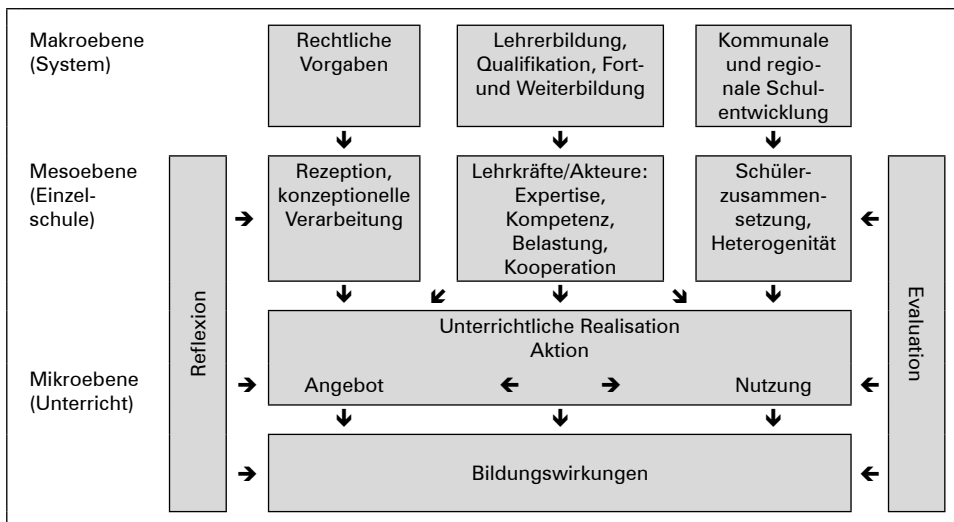 Makroebene
(System)
Rechtliche
Vorgaben
Lehrerbildung,
Qualifikation, Fort-
und Weiterbildung
Kommunale
und regio-
nale Schul-
entwicklung
Mesoebene
(Einzel-
schule)
Rezeption,
konzeptionelle
Verarbeitung
Lehrkräfte/Akteure:
Expertise,
Kompetenz,
Belastung,
Kooperation
Schüler-
zusammen-
setzung,
Heterogenität
Reflexion
Evaluation
Unterrichtliche Realisation
Aktion
Mikroebene
(Unterricht)
Angebot
Nutzung
Bildungswirkungen